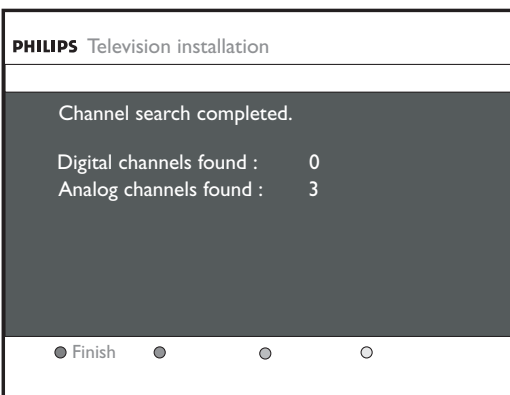 PHILIPS Television installation
Channel search completed.
Digital channels found : 0
Analog channels found : 3
Finish